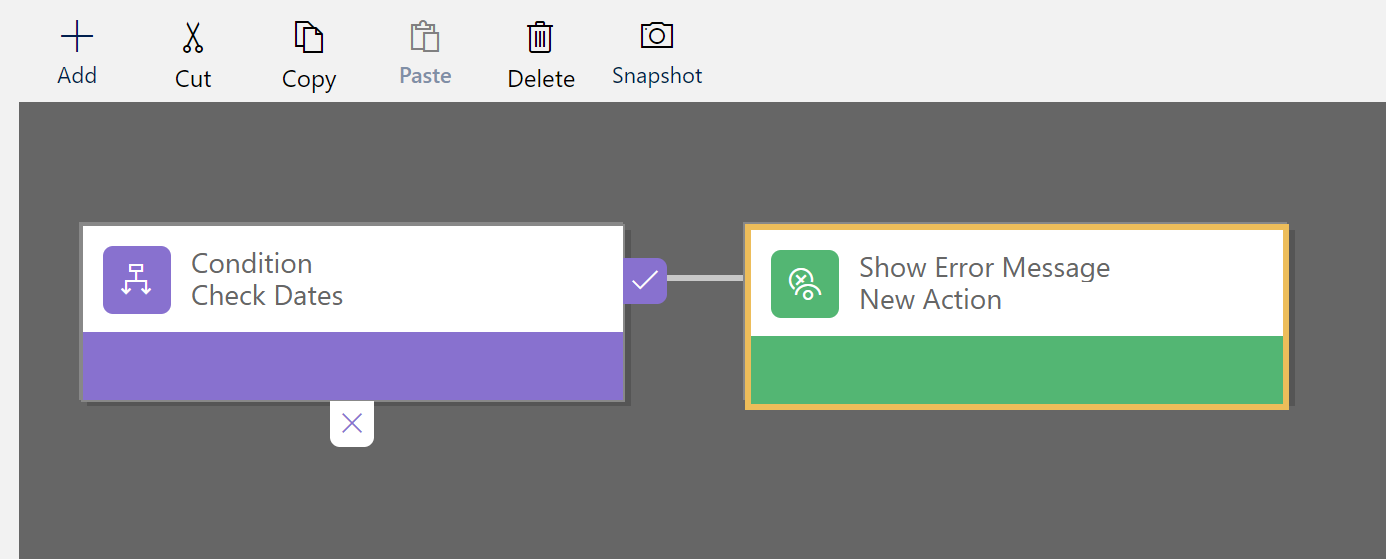 Add
Cut
Copy
Paste
Delete
Snapshot
Condition
Check Dates
Show Error Message
New Action